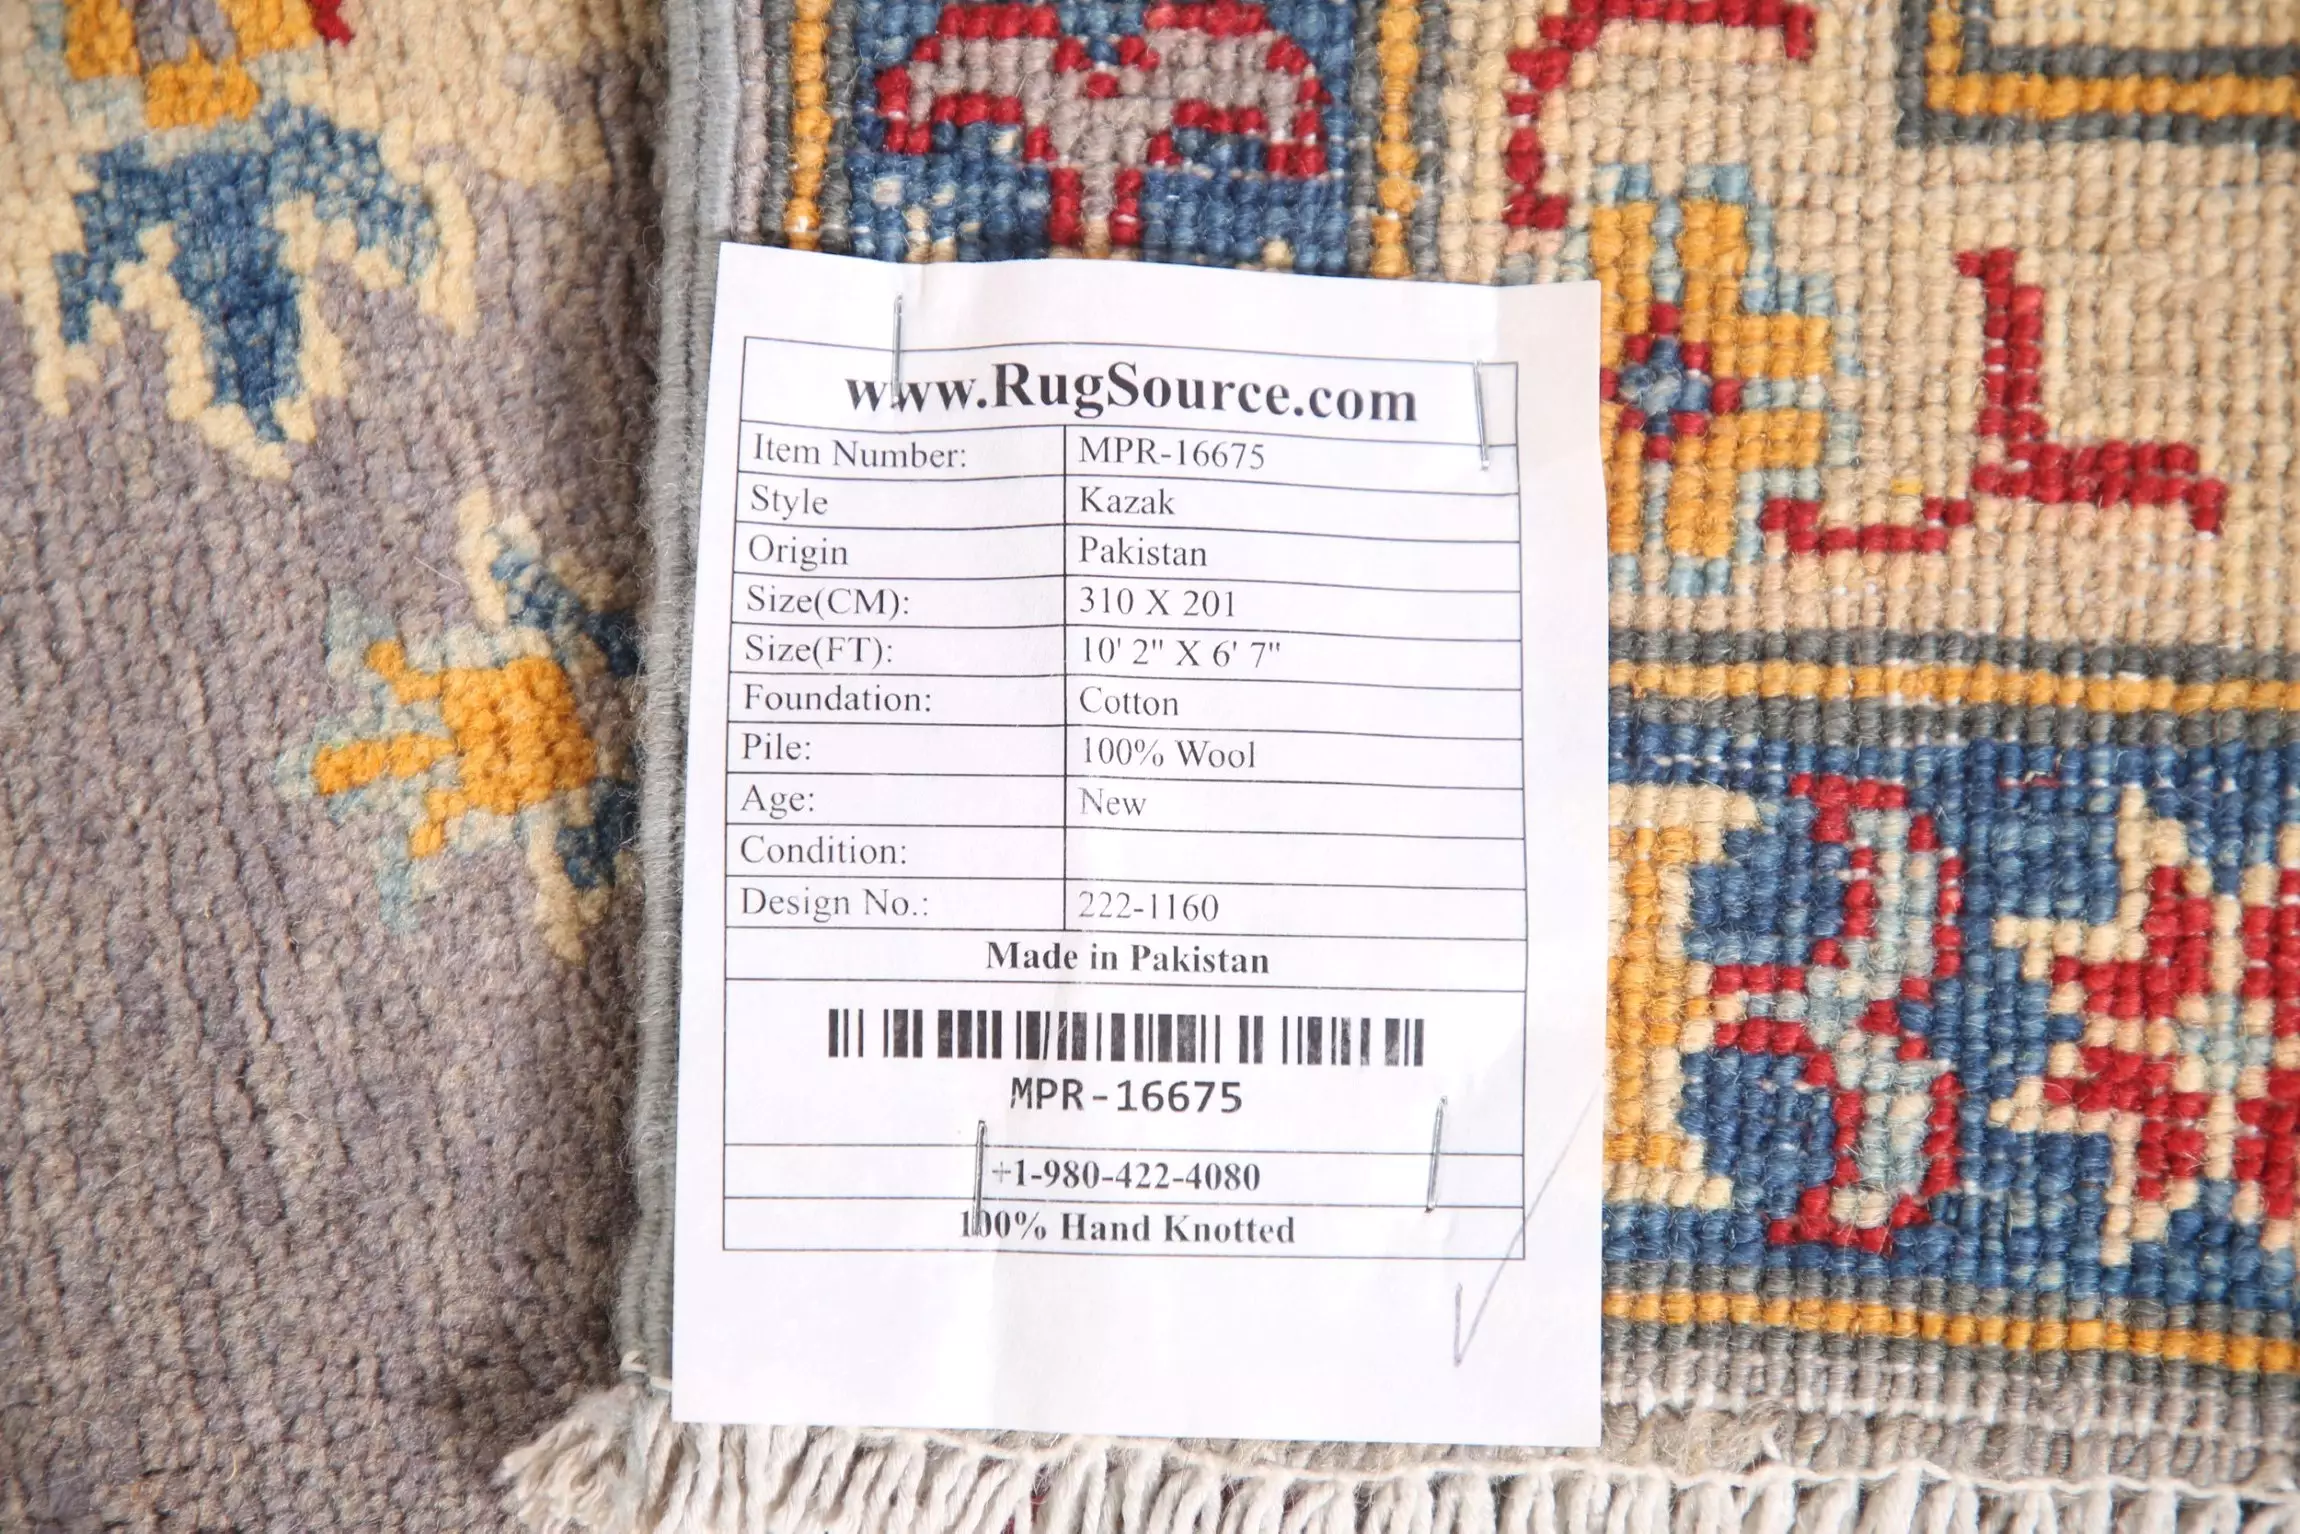 www.RugSource.com
Item Number: MPR-16675
Style Kazak
Origin Pakistan
Size(CM): 310 X 201
Size(FT): 10' 2" X 6' 7"
Foundation: Cotton
Pile: 100% Wool
Age: New
Condition:
Design No.: 222-1160
Made in Pakistan
MPR-16675
+1-980-422-4080
100% Hand Knotted